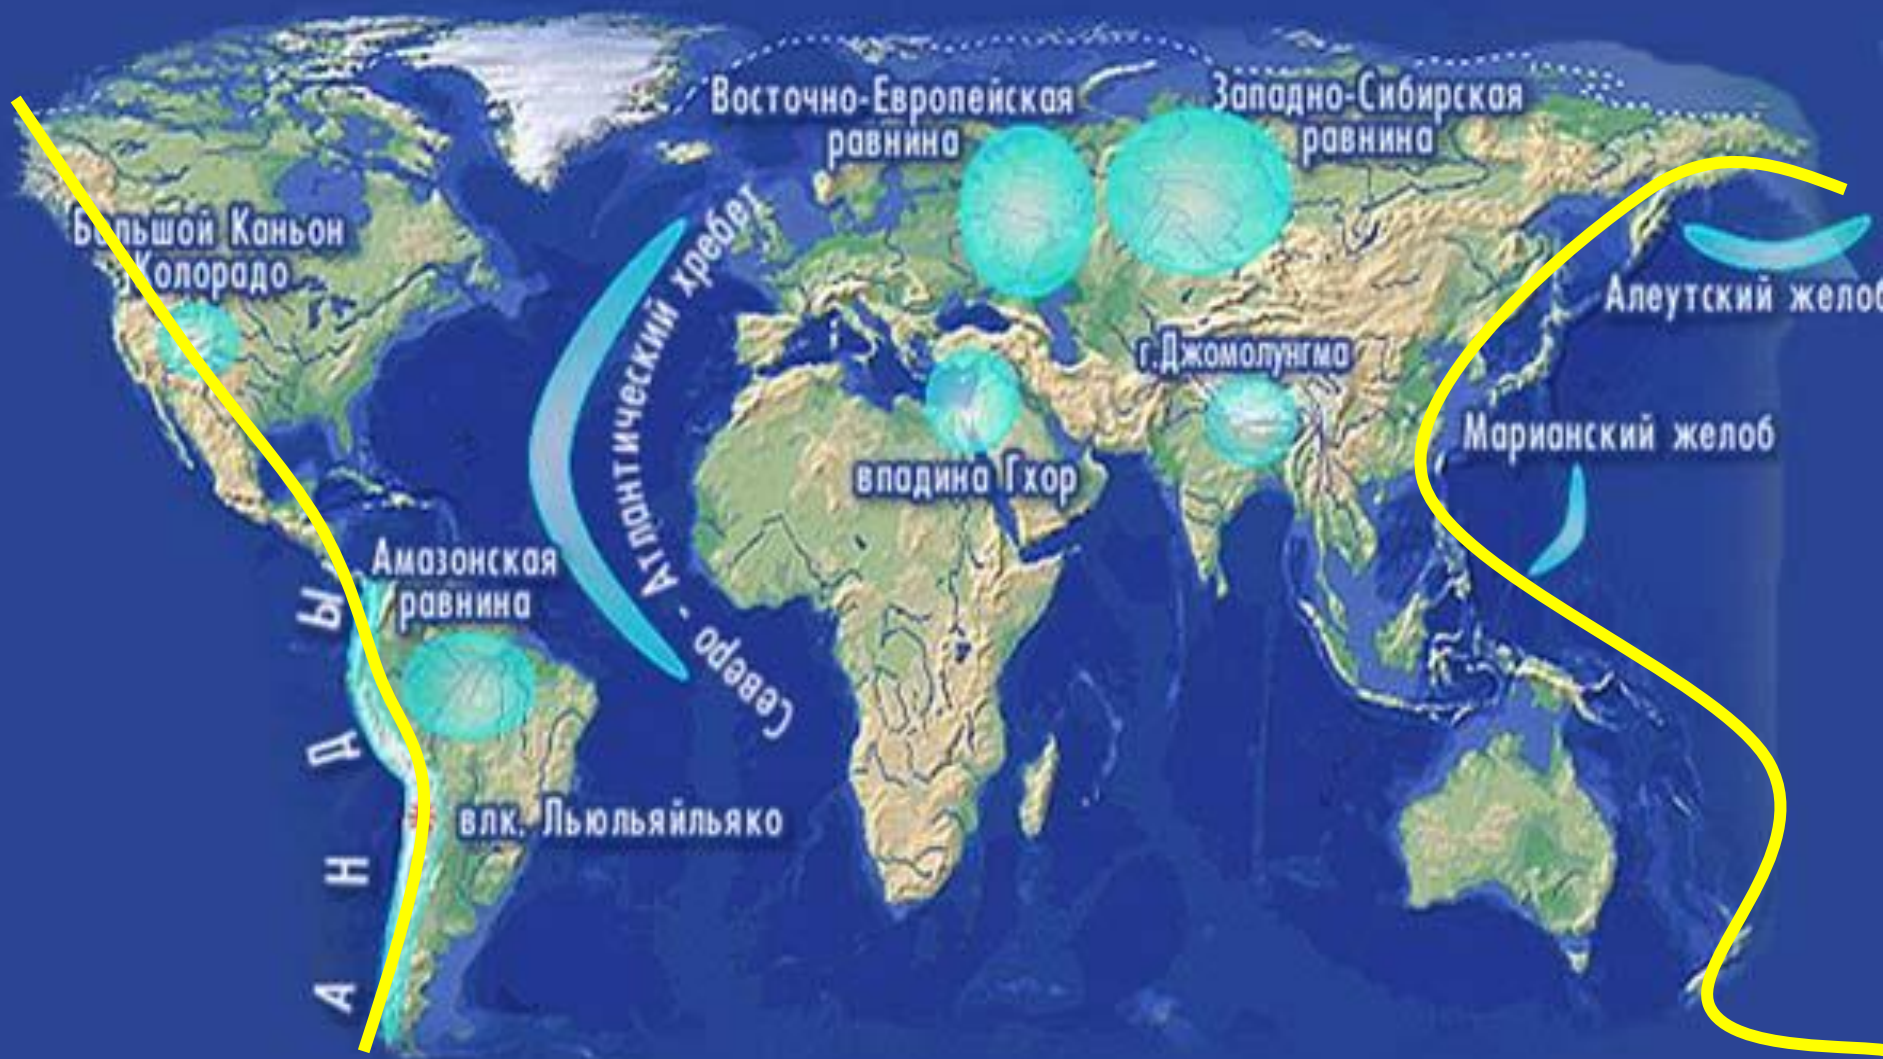 Восточно-Европейская
равнина
Западно-Сибирская
равнина
Большой Каньон
Колорадо
Северо - Атлантический хребет
Алеутский желоб
г.Джомолунгма
Марианский желоб
впадина Гхор
Амазонская
равнина
АНДЫ
влк. Льюльяйльяко